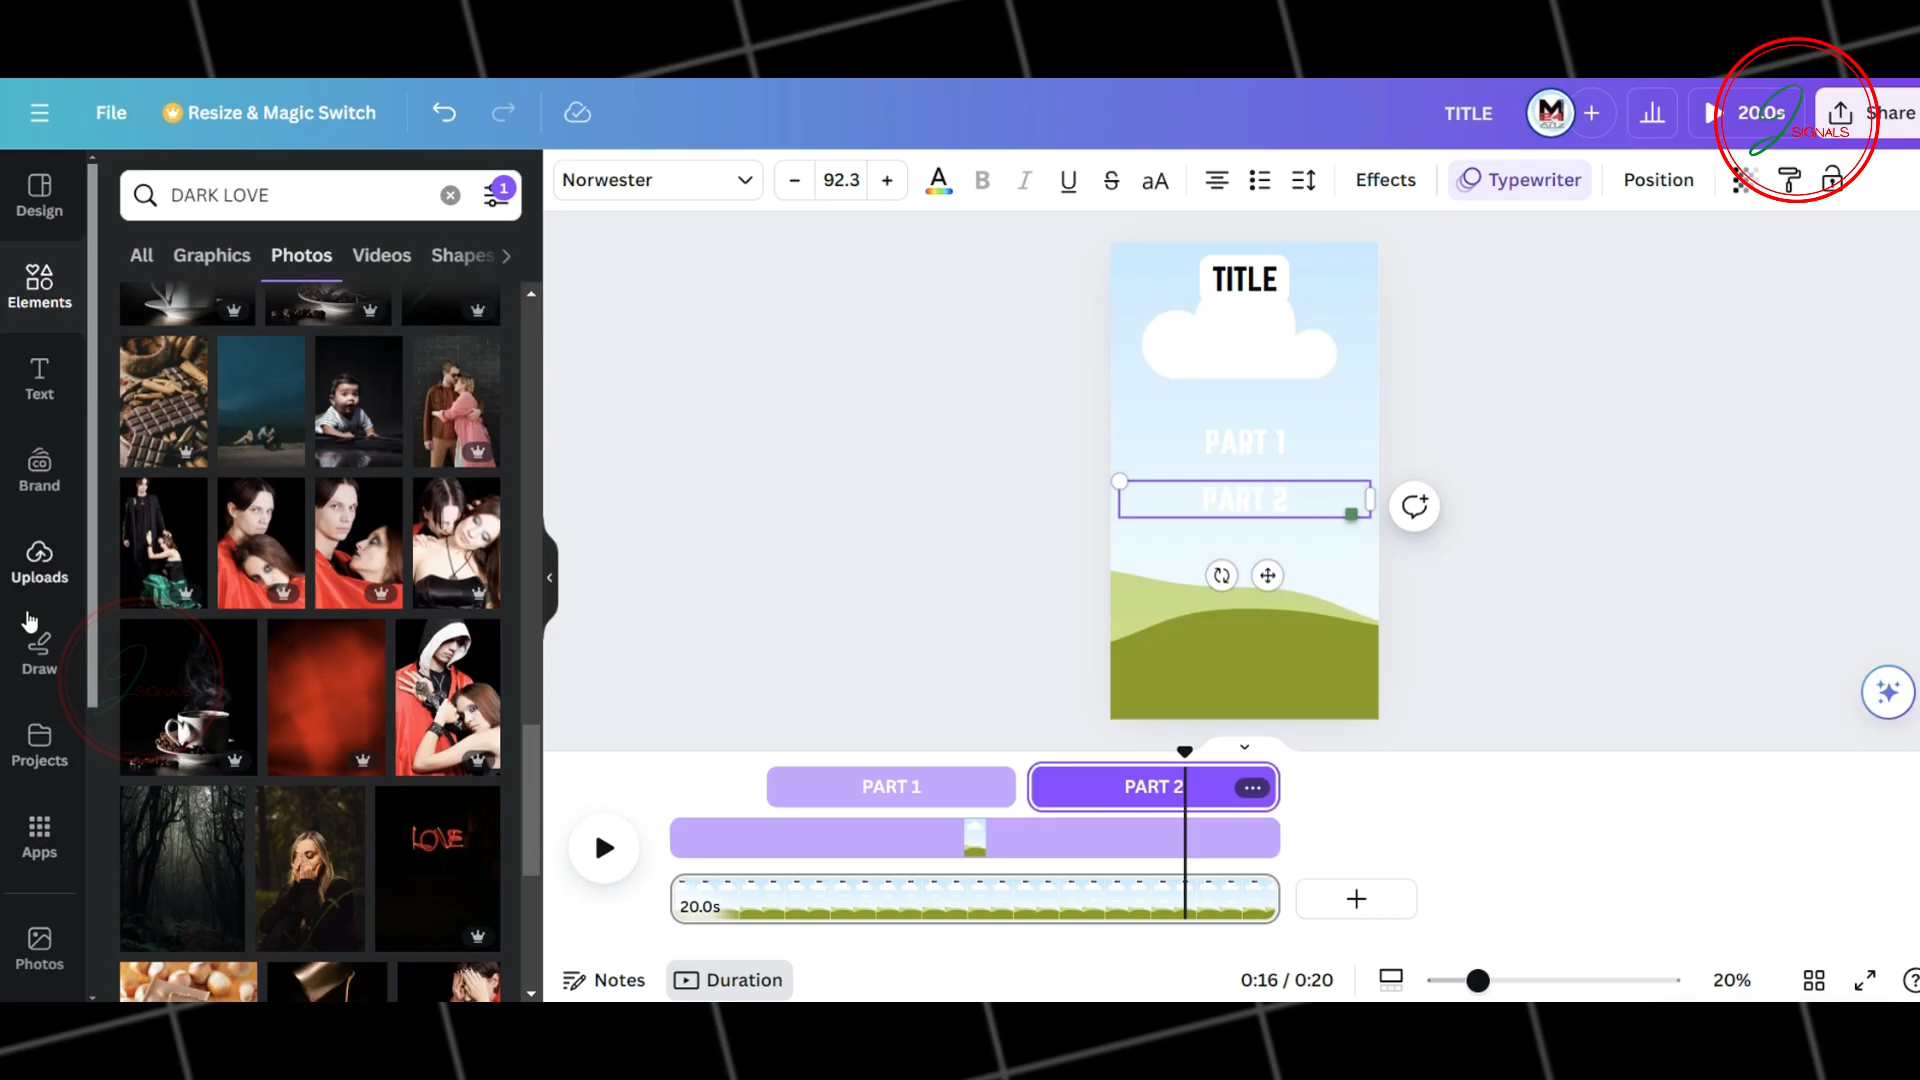 File
Resize & Magic Switch
TITLE
20.0s
Share
SIGNALS
Design
Elements
Text
Brand
Uploads
Draw
Projects
Apps
Photos
DARK LOVE
1
All
Graphics
Photos
Videos
Shapes
LOVE
SIGNALS
Norwester
- 92.3 +
A B I U S aA
Effects
Typewriter
Position
TITLE
PART 1
PART 2
PART 1
PART 2
20.0s
Notes
Duration
0:16 / 0:20
20%